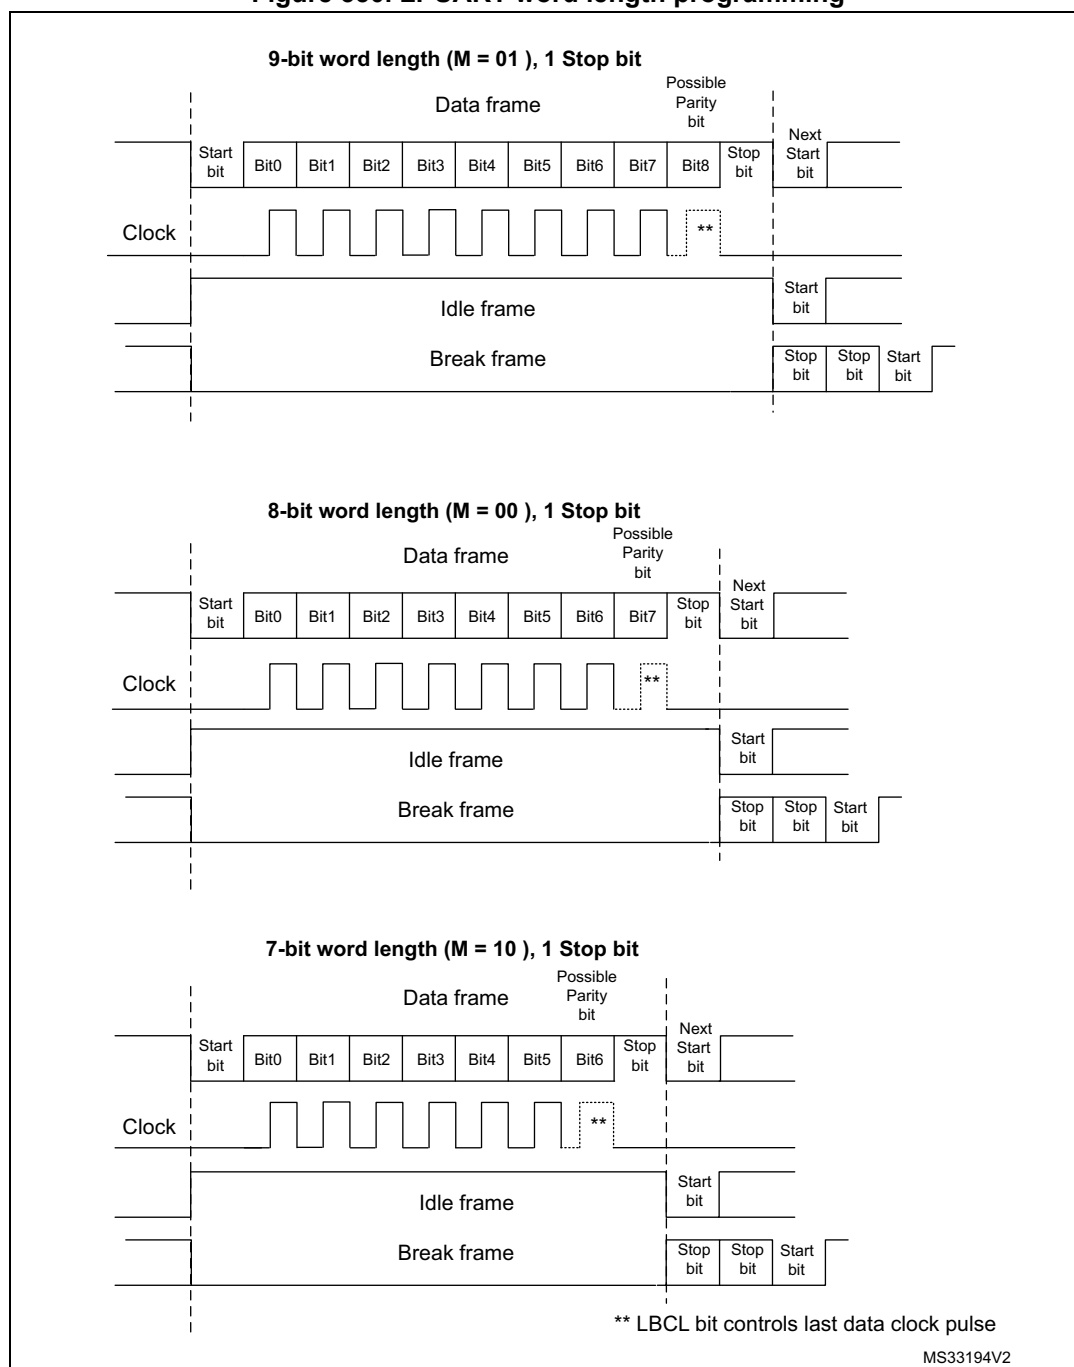 9-bit word length (M = 01 ), 1 Stop bit
Possible
Data frame Parity
bit
Next
Start bit Bit0 Bit1 Bit2 Bit3 Bit4 Bit5 Bit6 Bit7 Bit8 Stop bit Start
bit
Clock **
Idle frame Start bit
Break frame Stop bit Stop bit Start bit
8-bit word length (M = 00 ), 1 Stop bit
Possible
Data frame Parity
bit
Next
Start bit Bit0 Bit1 Bit2 Bit3 Bit4 Bit5 Bit6 Bit7 Stop bit Start
bit
Clock **
Idle frame Start bit
Break frame Stop bit Stop bit Start bit
7-bit word length (M = 10 ), 1 Stop bit
Possible
Data frame Parity
bit
Next
Start bit Bit0 Bit1 Bit2 Bit3 Bit4 Bit5 Bit6 Stop bit Start
bit
Clock **
Idle frame Start bit
Break frame Stop bit Stop bit Start bit
** LBCL bit controls last data clock pulse
MS33194V2